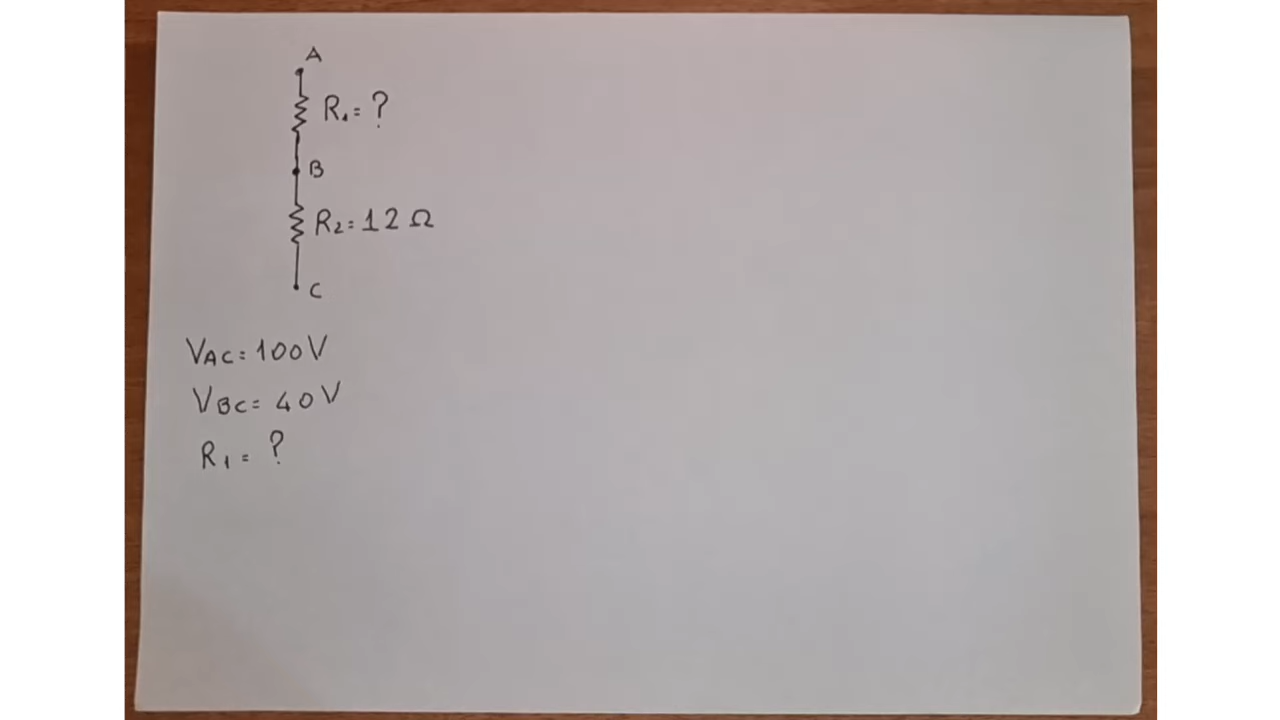 A
R₁ = ?
B
R₂ = 12 Ω
C
VAC = 100V
VBC = 40V
R₁ = ?